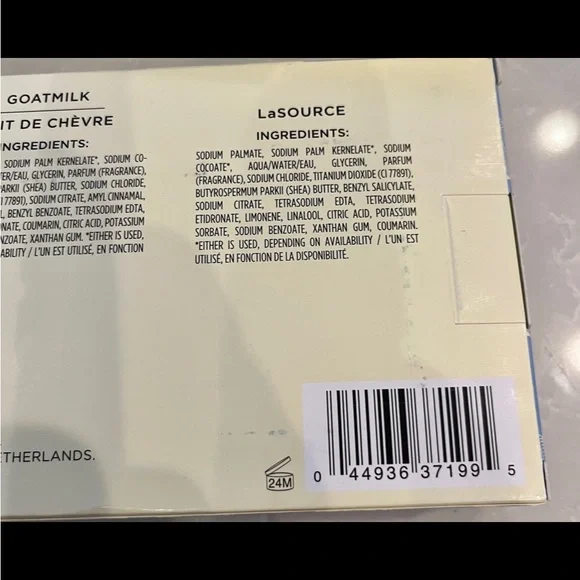 GOATMILK
IT DE CHÈVRE
NGREDIENTS:
SODIUM PALM KERNELATE*, SODIUM CO-
ER/EAU, GLYCERIN, PARFUM (FRAGRANCE),
PARKII (SHEA) BUTTER, SODIUM CHLORIDE,
I 77891), SODIUM CITRATE, AMYL CINNAMAL,
L, BENZYL BENZOATE, TETRASODIUM EDTA,
ONATE, COUMARIN, CITRIC ACID, POTASSIUM
NZOATE, XANTHAN GUM. *EITHER IS USED,
ABILITY / L'UN EST UTILISÉ, EN FONCTION
LaSOURCE
INGREDIENTS:
SODIUM PALMATE, SODIUM PALM KERNELATE*, SODIUM
COCOATE*, AQUA/WATER/EAU, GLYCERIN, PARFUM
(FRAGRANCE), SODIUM CHLORIDE, TITANIUM DIOXIDE (CI 77891),
BUTYROSPERMUM PARKII (SHEA) BUTTER, BENZYL SALICYLATE,
SODIUM CITRATE, TETRASODIUM EDTA, TETRASODIUM
ETIDRONATE, LIMONENE, LINALOOL, CITRIC ACID, POTASSIUM
SORBATE, SODIUM BENZOATE, XANTHAN GUM, COUMARIN.
*EITHER IS USED, DEPENDING ON AVAILABILITY / L'UN EST
UTILISÉ, EN FONCTION DE LA DISPONIBILITÉ.
ETHERLANDS.
24M
0 44936 37199 5